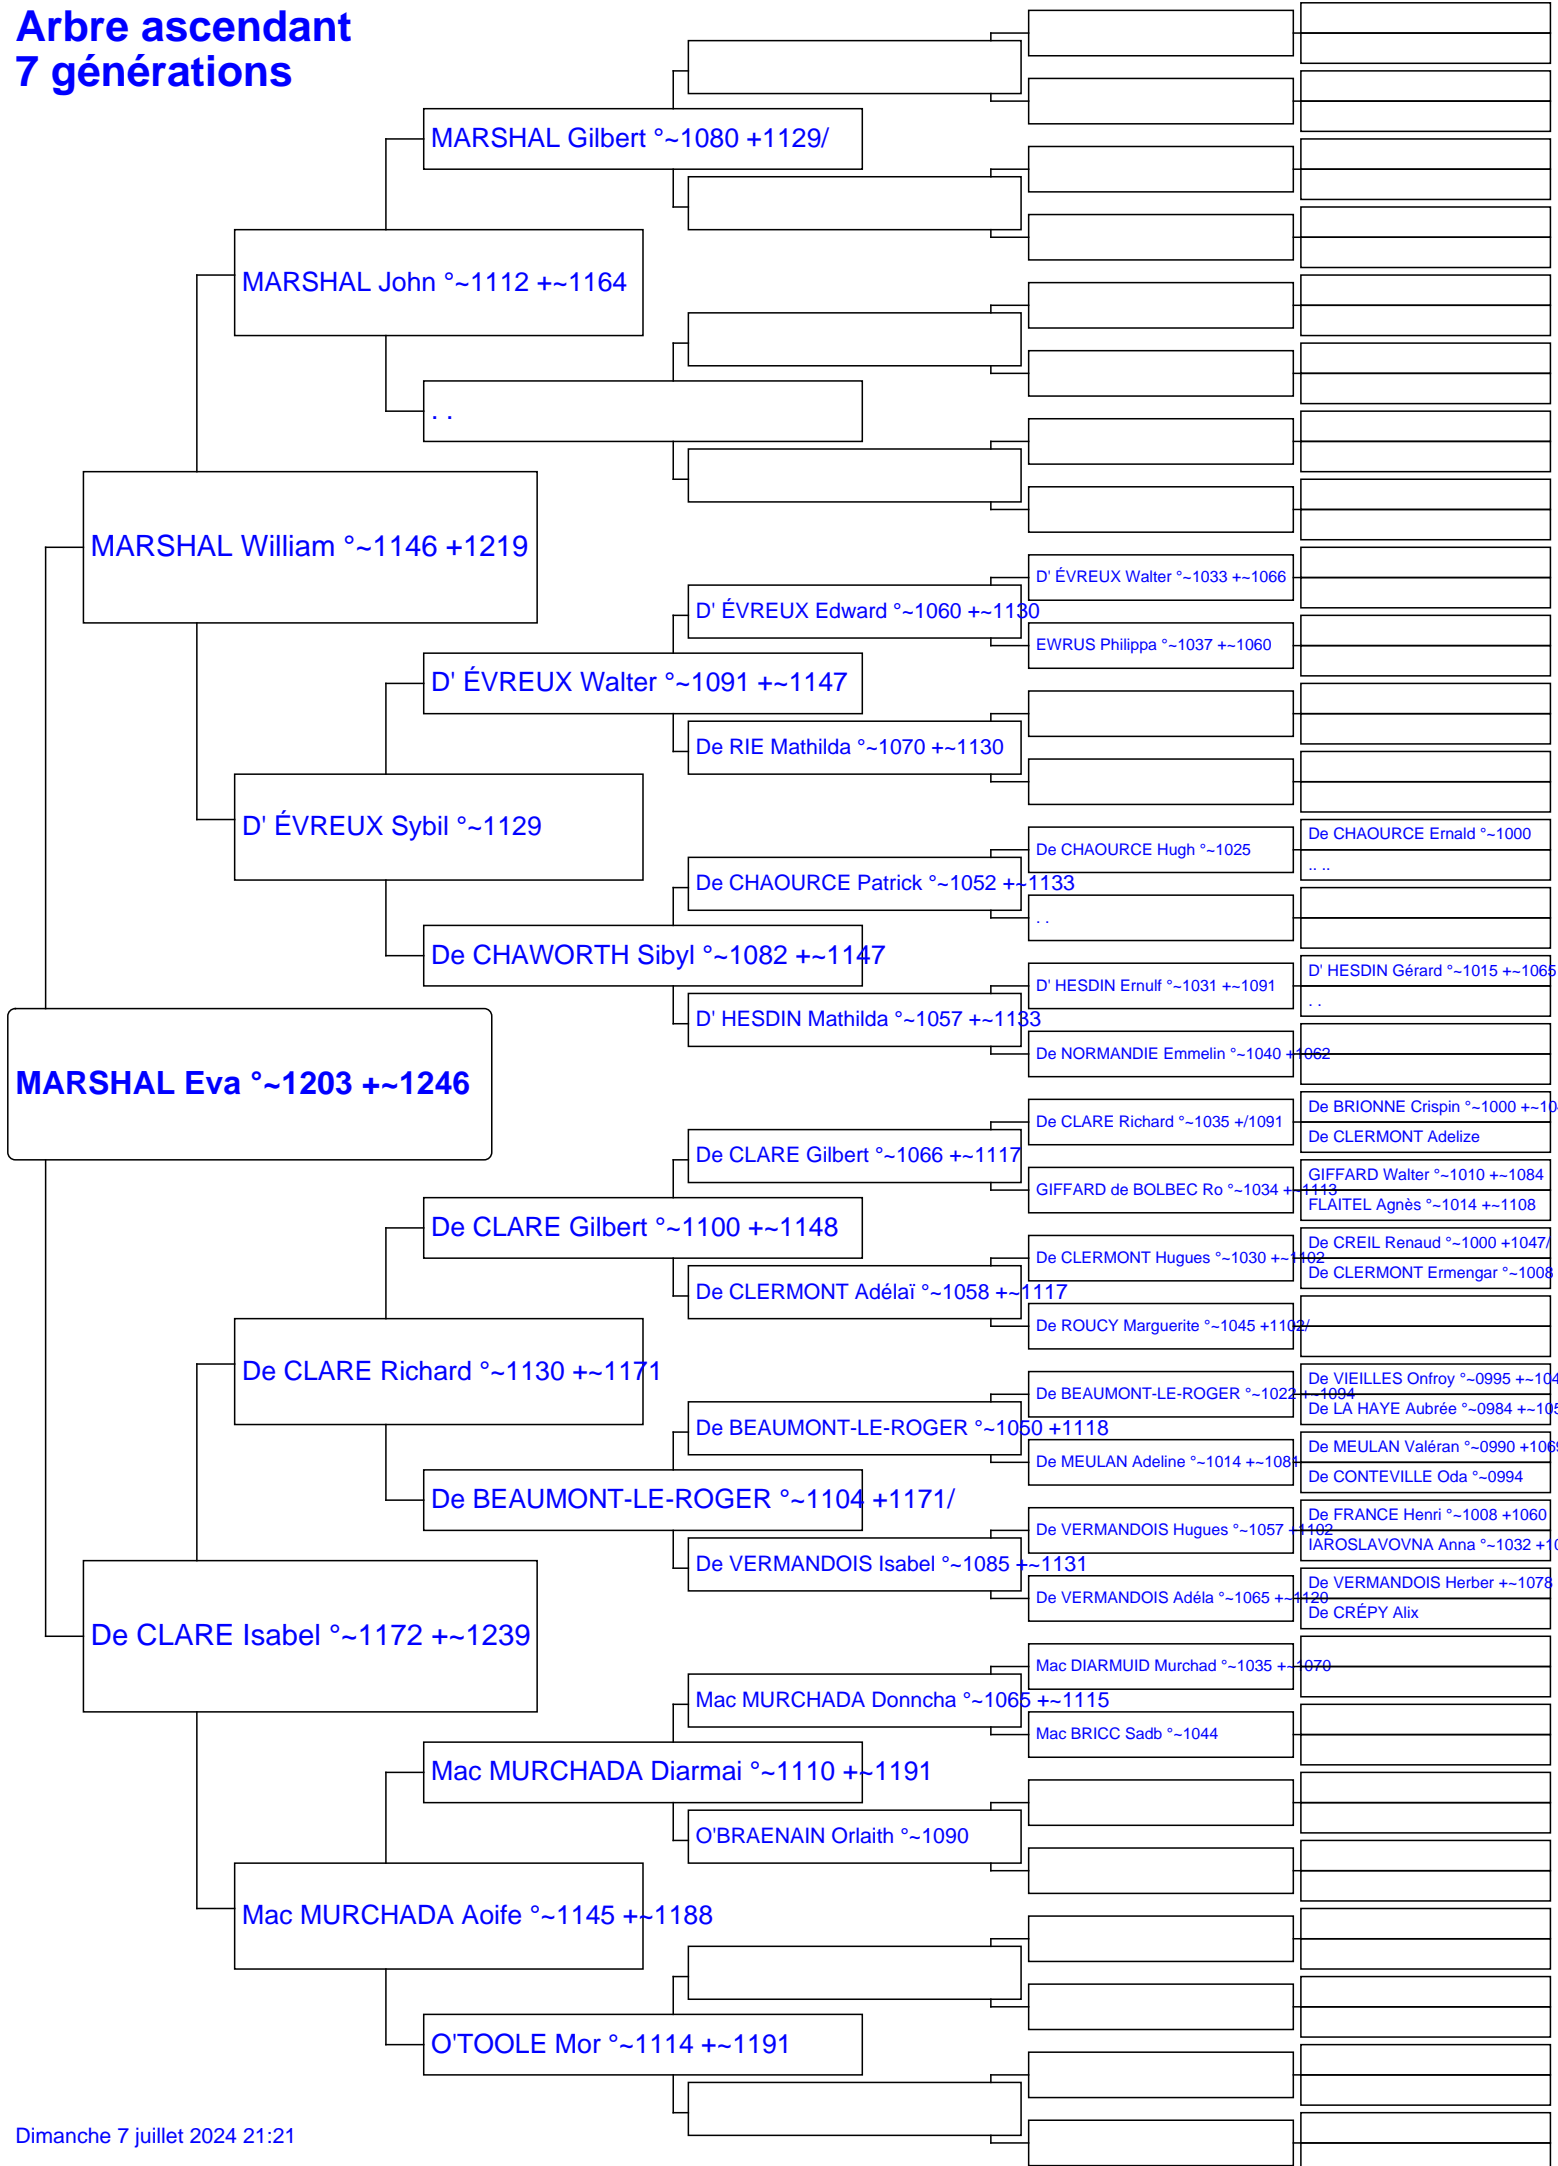 Arbre ascendant
7 générations
MARSHAL Gilbert °~1080 +1129/
MARSHAL John °~1112 +~1164
. .
MARSHAL William °~1146 +1219
D' ÉVREUX Walter °~1033 +~1066
D' ÉVREUX Edward °~1060 +~1130
EWRUS Philippa °~1037 +~1060
D' ÉVREUX Walter °~1091 +~1147
De RIE Mathilda °~1070 +~1130
D' ÉVREUX Sybil °~1129
De CHAOURCE Ernald °~1000
De CHAOURCE Hugh °~1025
.. ..
De CHAOURCE Patrick °~1052 +~1133
. .
De CHAWORTH Sibyl °~1082 +~1147
D' HESDIN Gérard °~1015 +~1065
D' HESDIN Ernulf °~1031 +~1091
. .
D' HESDIN Mathilda °~1057 +~1133
De NORMANDIE Emmelin °~1040 +1062
MARSHAL Eva °~1203 +~1246
De BRIONNE Crispin °~1000 +~10
De CLARE Richard °~1035 +/1091
De CLERMONT Adelize
De CLARE Gilbert °~1066 +~1117
GIFFARD Walter °~1010 +~1084
GIFFARD de BOLBEC Ro °~1034 +~1113
FLAITEL Agnès °~1014 +~1108
De CLARE Gilbert °~1100 +~1148
De CREIL Renaud °~1000 +1047/
De CLERMONT Hugues °~1030 +~1102
De CLERMONT Ermengar °~1008
De CLERMONT Adélaï °~1058 +~1117
De ROUCY Marguerite °~1045 +1102/
De CLARE Richard °~1130 +~1171
De VIEILLES Onfroy °~0995 +~104
De BEAUMONT-LE-ROGER °~1022 +~1094
De LA HAYE Aubrée °~0984 +~105
De BEAUMONT-LE-ROGER °~1050 +1118
De MEULAN Valéran °~0990 +1069
De MEULAN Adeline °~1014 +~1081
De CONTEVILLE Oda °~0994
De BEAUMONT-LE-ROGER °~1104 +1171/
De FRANCE Henri °~1008 +1060
De VERMANDOIS Hugues °~1057 +1102
IAROSLAVOVNA Anna °~1032 +10
De VERMANDOIS Isabel °~1085 +~1131
De VERMANDOIS Herber +~1078
De VERMANDOIS Adéla °~1065 +~1120
De CRÉPY Alix
De CLARE Isabel °~1172 +~1239
Mac DIARMUID Murchad °~1035 +~1070
Mac MURCHADA Donncha °~1065 +~1115
Mac BRICC Sadb °~1044
Mac MURCHADA Diarmai °~1110 +~1191
O'BRAENAIN Orlaith °~1090
Mac MURCHADA Aoife °~1145 +~1188
O'TOOLE Mor °~1114 +~1191
Dimanche 7 juillet 2024 21:21